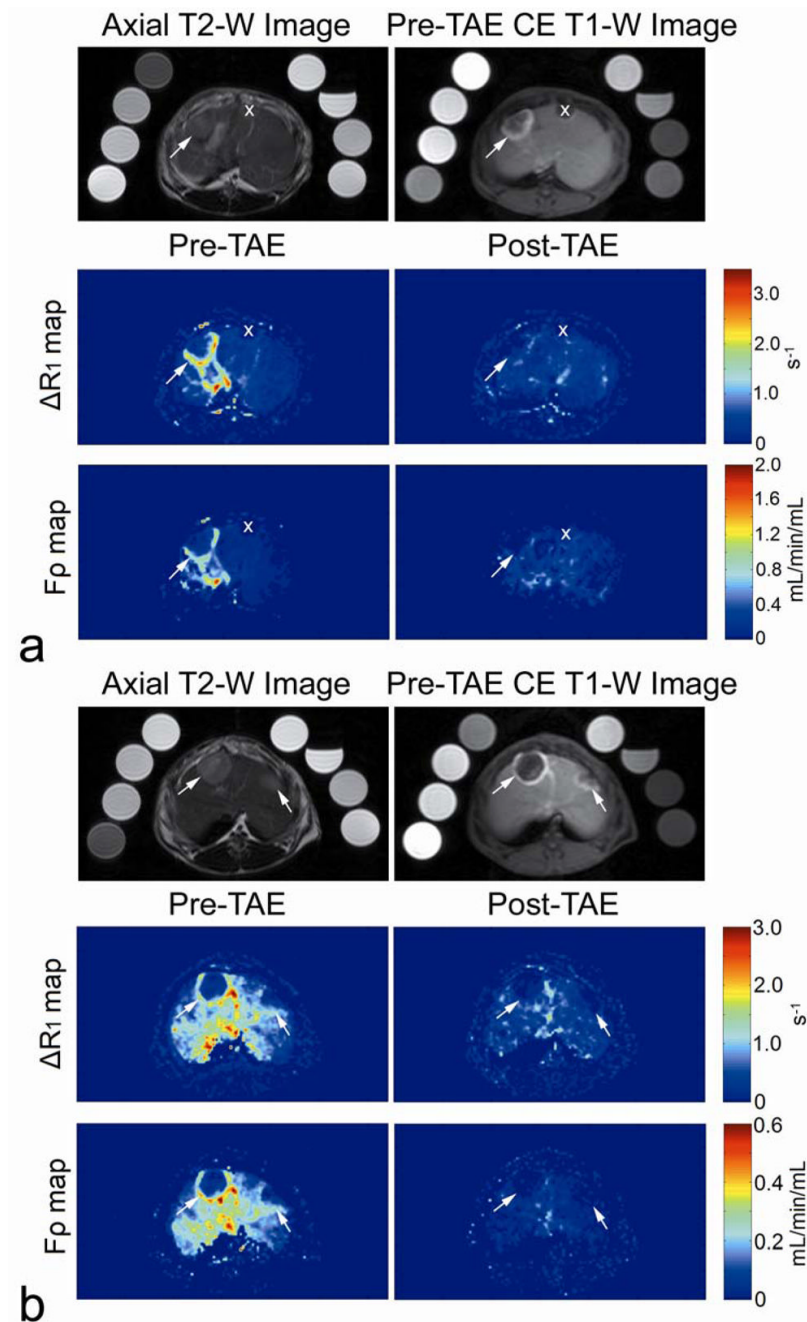 Axial T2-W Image Pre-TAE CE T1-W Image
x x
Pre-TAE Post-TAE
ΔR1 map
x x
3.0
2.0
1.0
0
s-1
Fρ map
x x
2.0
1.6
1.2
0.8
0.4
0
mL/min/mL
a
Axial T2-W Image Pre-TAE CE T1-W Image
Pre-TAE Post-TAE
ΔR1 map
3.0
2.0
1.0
0
s-1
Fρ map
0.6
0.4
0.2
0
mL/min/mL
b